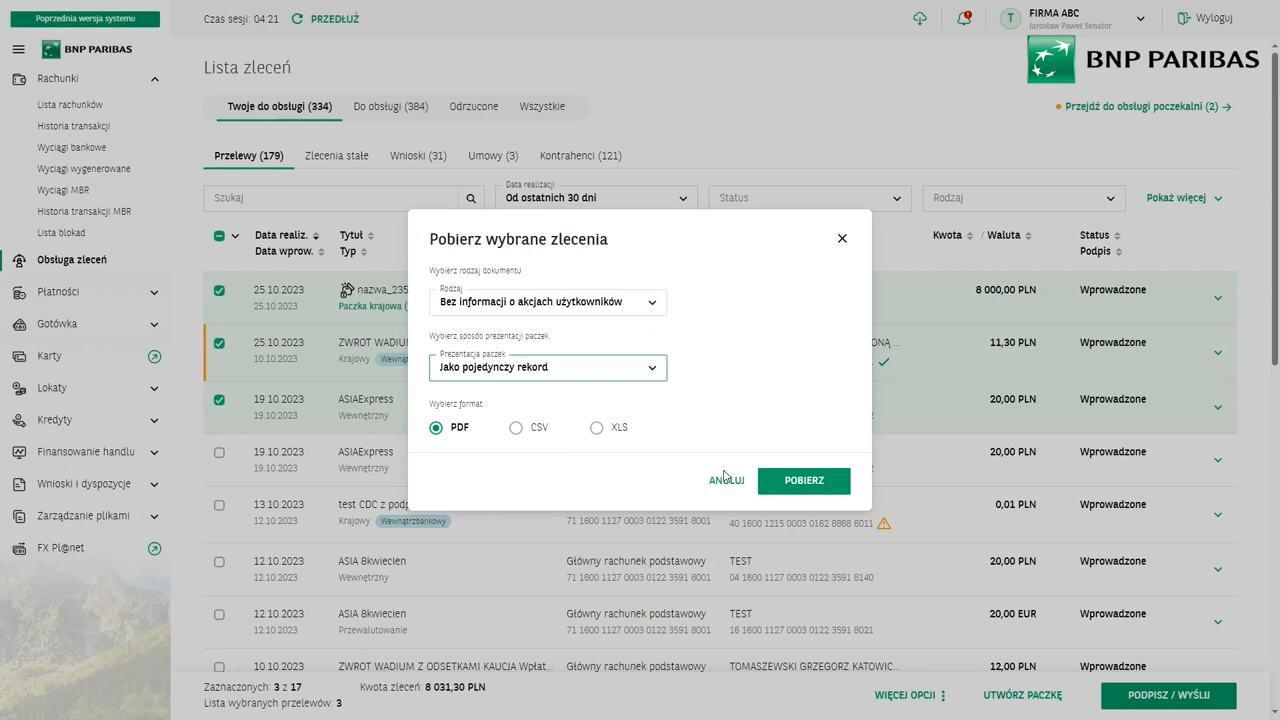 Poprzednia wersja systemu
Czas sesji: 04:21 PRZEDŁUŻ
T FIRMA ABC
Jarosław Paweł Senator
Wyloguj
BNP PARIBAS
BNP PARIBAS
Rachunki
Lista rachunków
Historia transakcji
Wyciągi bankowe
Wyciągi wygenerowane
Wyciągi MBR
Historia transakcji MBR
Lista blokad
Obsługa zleceń
Płatności
Gotówka
Karty
Lokaty
Kredyty
Finansowanie handlu
Wnioski i dyspozycje
Zarządzanie plikami
FX Pl@net
Lista zleceń
Twoje do obsługi (334) Do obsługi (384) Odrzucone Wszystkie
Przejdź do obsługi poczekalni (2)
Przelewy (179) Zlecenia stałe Wnioski (31) Umowy (3) Kontrahenci (121)
Szukaj
Data realizacji
Od ostatnich 30 dni
Status
Rodzaj
Pokaż więcej
Data realiz. Tytuł Kwota / Waluta Status
Data wprow. Typ Podpis
25.10.2023 nazwa_235 8 000,00 PLN Wprowadzone
25.10.2023 Paczka krajowa (
25.10.2023 ZWROT WADIUM ONĄ ... 11,30 PLN Wprowadzone
10.10.2023 Krajowy
19.10.2023 ASIAExpress 20,00 PLN Wprowadzone
19.10.2023 Wewnętrzny
19.10.2023 ASIAExpress 20,00 PLN Wprowadzone
19.10.2023 Wewnętrzny
13.10.2023 test CDC z podp 0,01 PLN Wprowadzone
12.10.2023 Krajowy Wewnątrzbankowy 71 1600 1127 0003 0122 3591 8001 40 1600 1215 0003 0162 8868 6011
12.10.2023 ASIA 8kwiecien Główny rachunek podstawowy TEST 20,00 PLN Wprowadzone
12.10.2023 Wewnętrzny 71 1600 1127 0003 0122 3591 8001 04 1600 1127 0003 0122 3591 8140
12.10.2023 ASIA 8kwiecien Główny rachunek podstawowy TEST 20,00 EUR Wprowadzone
12.10.2023 Przewalutowanie 71 1600 1127 0003 0122 3591 8001 16 1600 1127 0003 0122 3591 8021
10.10.2023 ZWROT WADIUM Z ODSETKAMI KAUCJA Wpłat... Główny rachunek podstawowy TOMASZEWSKI GRZEGORZ KATOWIC... 12,00 PLN Wprowadzone
Pobierz wybrane zlecenia
Wybierz rodzaj dokumentu
Rodzaj
Bez informacji o akcjach użytkowników
Wybierz sposób prezentacji paczek
Prezentacja paczek
Jako pojedynczy rekord
Wybierz format
PDF CSV XLS
ANULUJ POBIERZ
Zaznaczonych: 3 z 17 Kwota zleceń: 8 031,30 PLN
Lista wybranych przelewów: 3
WIĘCEJ OPCJI UTWÓRZ PACZKĘ PODPISZ / WYŚLIJ